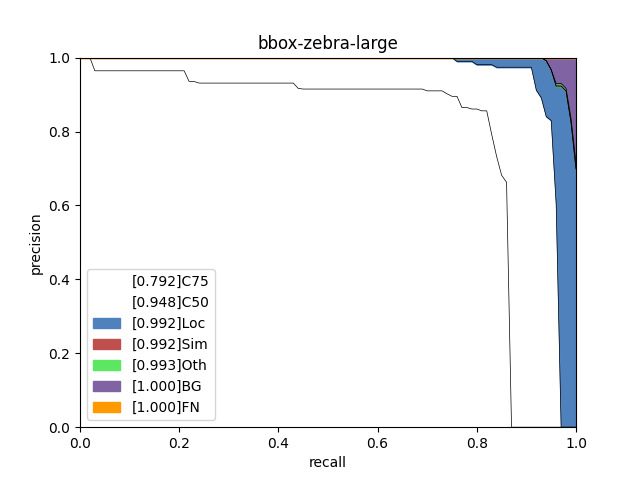 bbox-zebra-large
1.0
0.8
0.6
0.4
0.2
0.0
precision
[0.792]C75
[0.948]C50
[0.992]Loc
[0.992]Sim
[0.993]Oth
[1.000]BG
[1.000]FN
0.0 0.2 0.4 0.6 0.8 1.0
recall